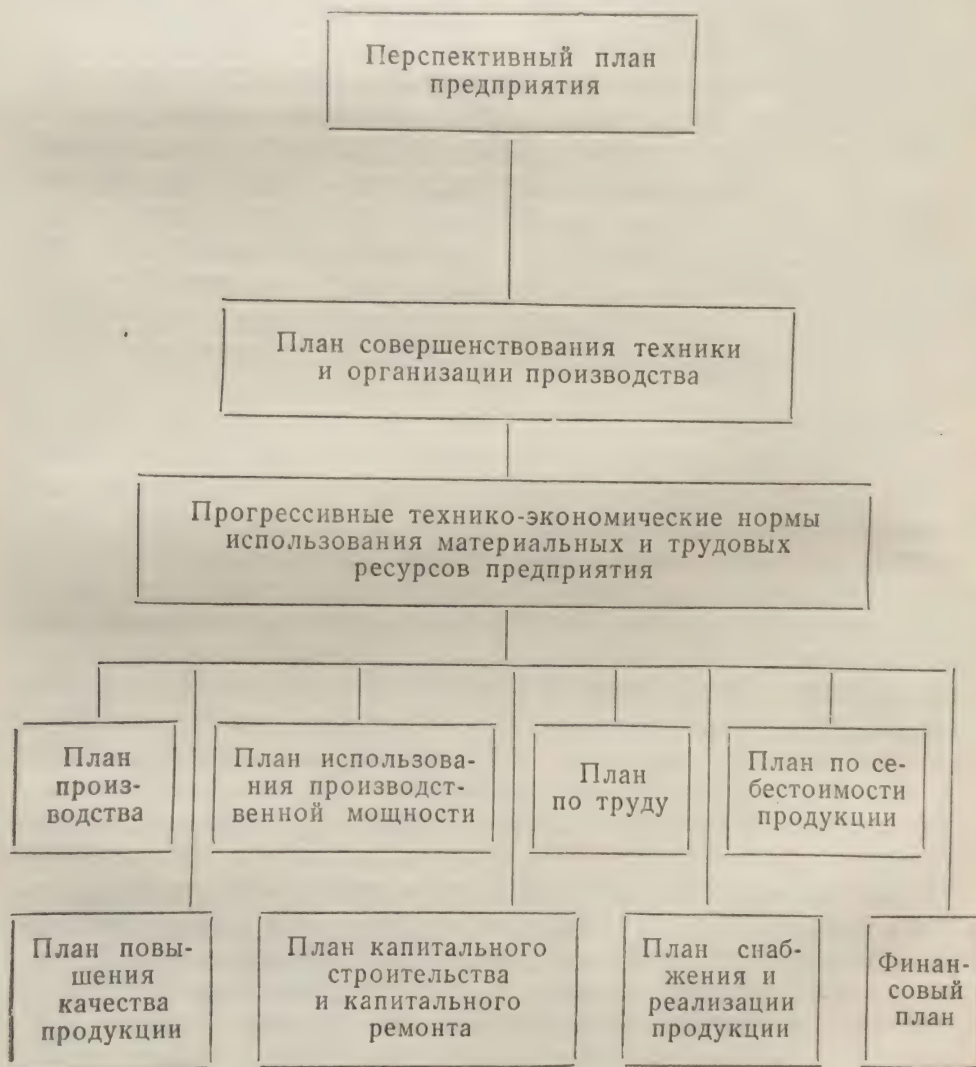 Перспективный план
предприятия
План совершенствования техники
и организации производства
Прогрессивные технико-экономические нормы
использования материальных и трудовых
ресурсов предприятия
План
произ-
водства
План использова-
ния производст-
венной мощности
План
по труду
План по се-
бестоимости
продукции
План повы-
шения
качества
продукции
План капитального
строительства
и капитального
ремонта
План снаб-
жения и
реализации
продукции
Финан-
совый
план